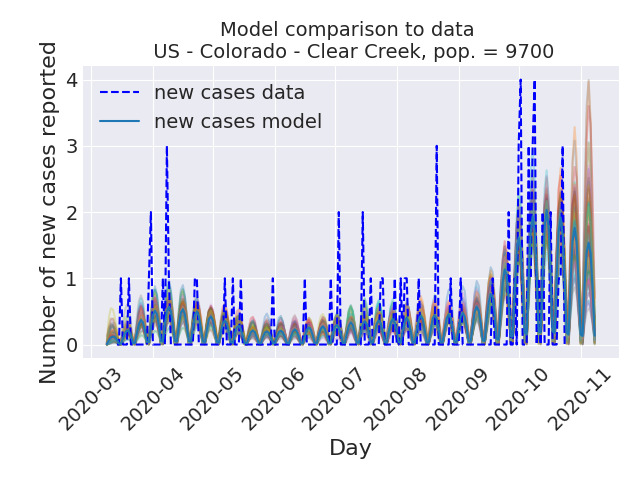 Model comparison to data
US - Colorado - Clear Creek, pop. = 9700
Number of new cases reported
4
3
2
1
0
new cases data
new cases model
2020-03
2020-04
2020-05
2020-06
2020-07
2020-08
2020-09
2020-10
2020-11
Day